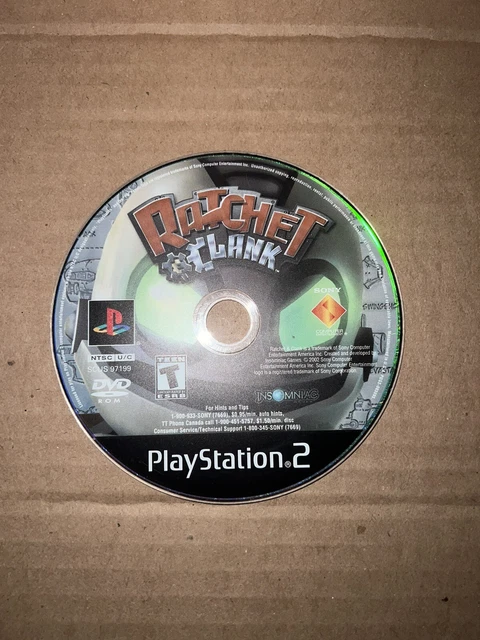 RATCHET
& CLANK
™
SONY
COMPUTER
NTSC U/C
SCUS 97199
DVD
ROM
TEEN
T
ESRB
Ratchet & Clank is a trademark of Sony Computer
Entertainment America Inc. Created and developed by
Insomniac Games. © 2002 Sony Computer
Entertainment America Inc. Sony Computer Entertainment
logo is a registered trademark of Sony Corporation
INSOMNIAC
For Hints and Tips
1-900-933-SONY (7669), $0.95/min. auto hints,
TT Phone Canada call 1-900-451-5757, $1.50/min. disc
Consumer Service/Technical Support 1-800-345-SONY (7669)
PlayStation®2